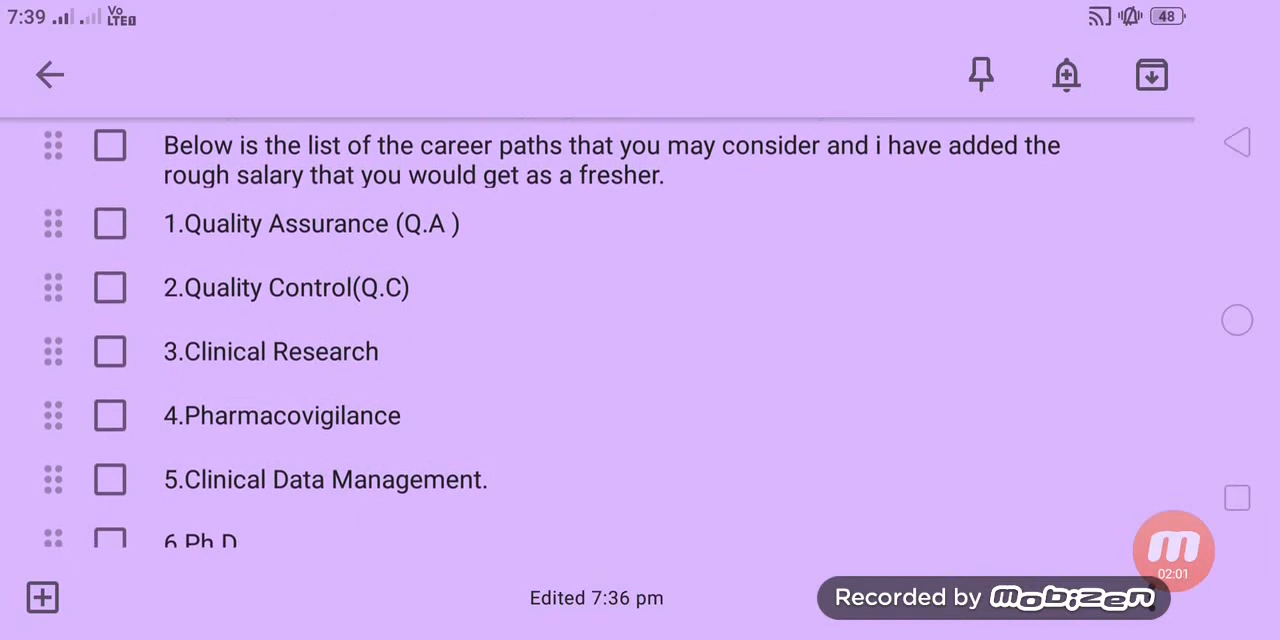 7:39 Vo LTE 48
Below is the list of the career paths that you may consider and i have added the
rough salary that you would get as a fresher.
1.Quality Assurance (Q.A )
2.Quality Control(Q.C)
3.Clinical Research
4.Pharmacovigilance
5.Clinical Data Management.
6.Ph.D
02:01
Edited 7:36 pm
Recorded by mobizen